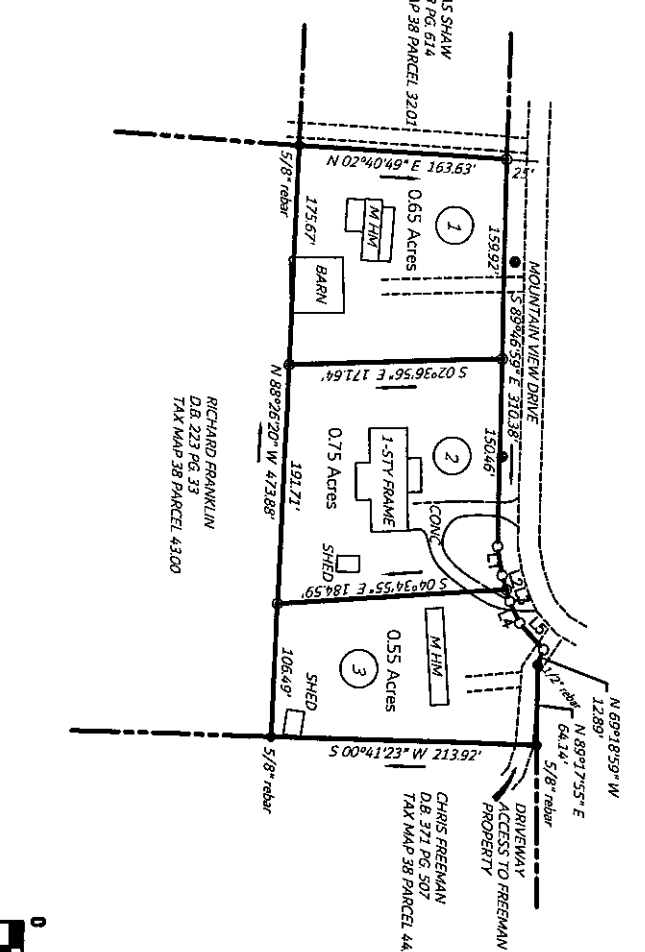 AS SHAW
PG. 614
AP 38 PARCEL 32.01
N 02°40'49" E 163.63'
25'
5/8" rebar
175.67'
M HM
0.65 Acres
1
159.92'
BARN
MOUNTAIN VIEW DRIVE
S 89°46'59" E 310.38'
S 02°36'56" E 171.64'
N 88°26'20" W 473.88'
191.71'
RICHARD FRANKLIN
D.B. 223 PG. 33
TAX MAP 38 PARCEL 43.00
0.75 Acres
1-STY FRAME
2
150.46'
CONC
SHED
S 04°34'55" E 184.59'
L1
L2
L4
L5
M HM
0.55 Acres
3
106.49'
SHED
1/2" rebar
N 69°18'59" W
12.89'
N 89°17'55" E
64.14'
5/8" rebar
S 00°41'23" W 213.92'
5/8" rebar
DRIVEWAY
ACCESS TO FREEMAN
PROPERTY
CHRIS FREEMAN
D.B. 371 PG. 507
TAX MAP 38 PARCEL 44.
0